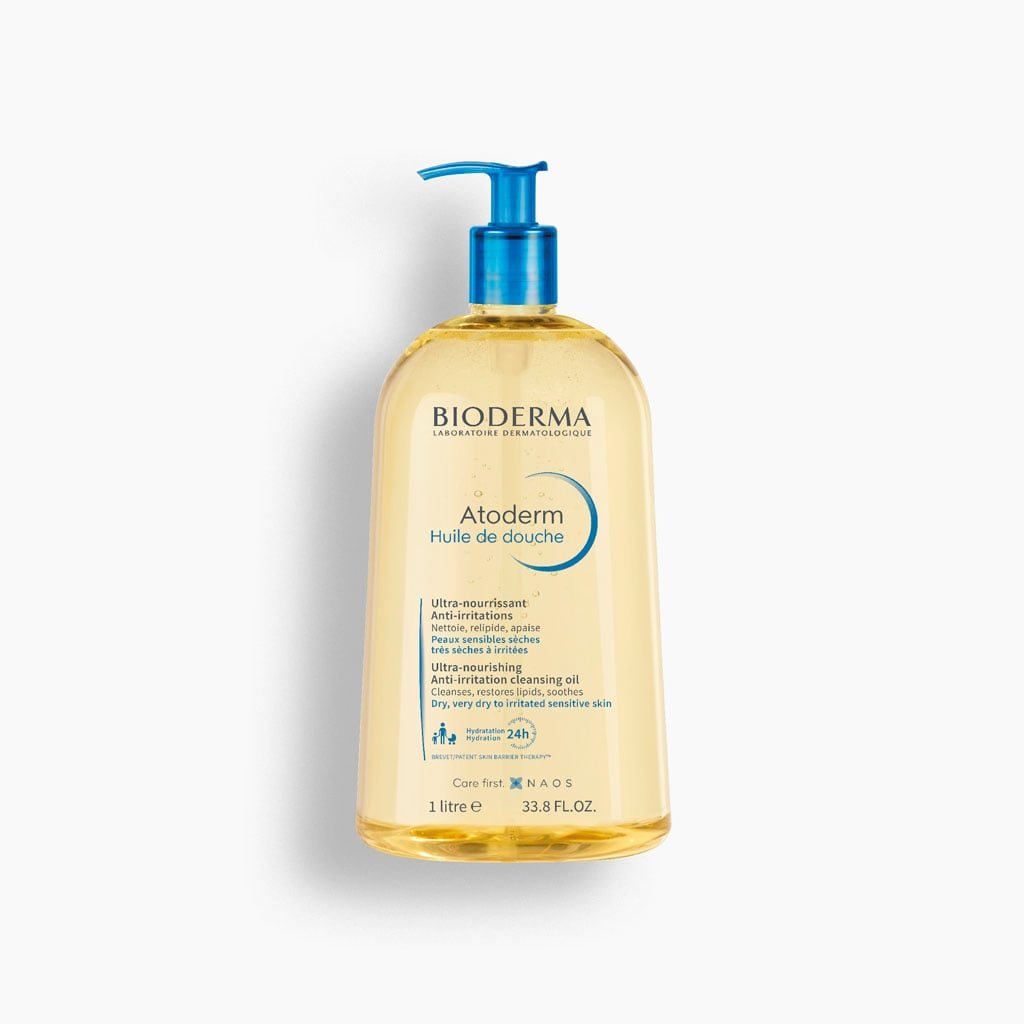 BIODERMA
LABORATOIRE DERMATOLOGIQUE
Atoderm
Huile de douche
Ultra-nourrissant
Anti-irritations
Nettoie, relipide, apaise
Peaux sensibles sèches
très sèches à irritées
Ultra-nourishing
Anti-irritation cleansing oil
Cleanses, restores lipids, soothes
Dry, very dry to irritated sensitive skin
Hydratation
Hydration 24h
BREVET/PATENT SKIN BARRIER THERAPY™
Care first. NAOS
1 litre ℮ 33.8 FL.OZ.